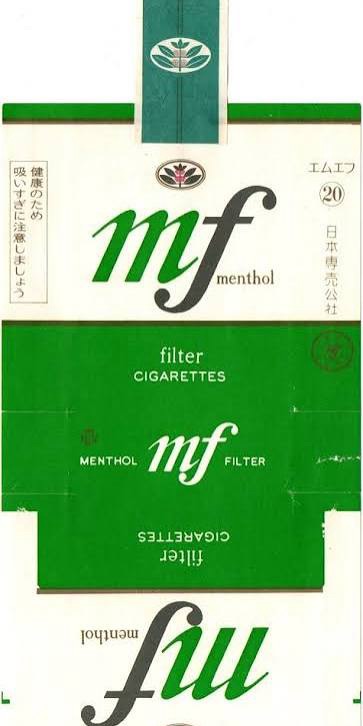 健康のため
吸いすぎに注意しましょう
エムエフ
20
日本専売公社
mf
menthol
filter
CIGARETTES
MENTHOL mf FILTER
filter
CIGARETTES
mf
menthol